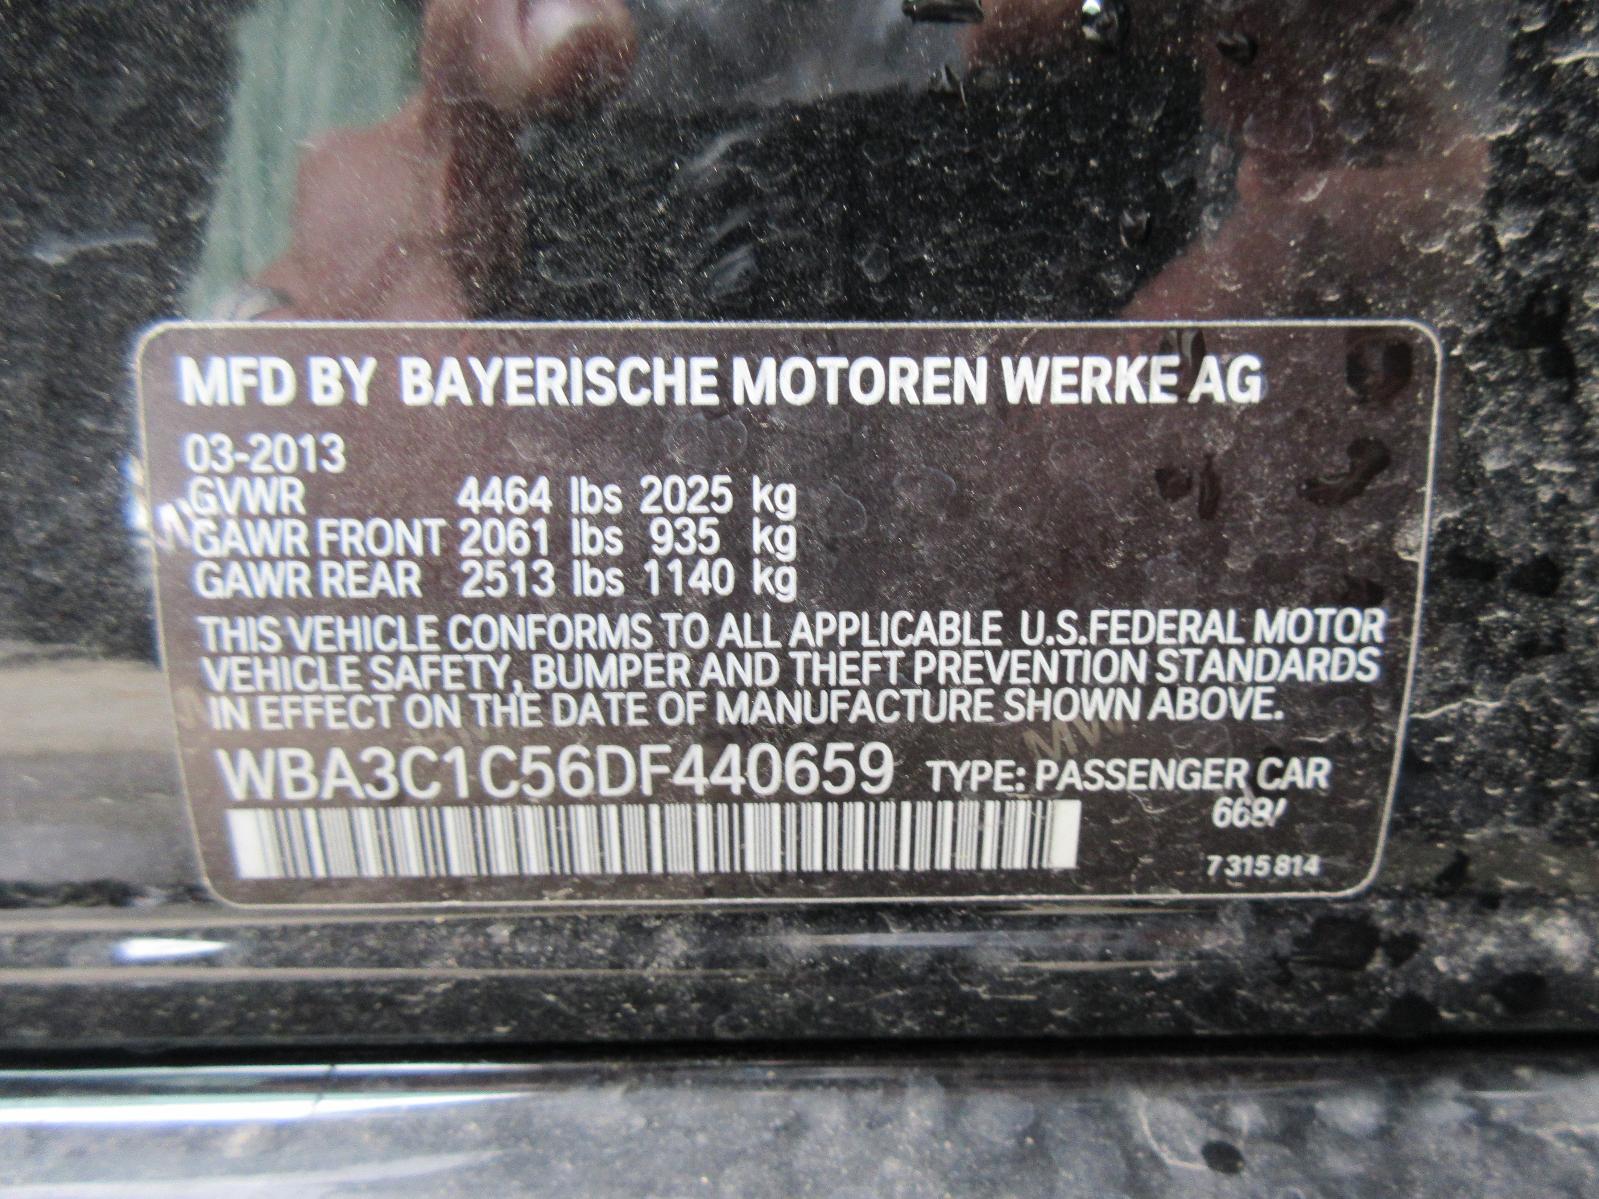 MFD BY BAYERISCHE MOTOREN WERKE AG
03-2013
GVWR 4464 lbs 2025 kg
GAWR FRONT 2061 lbs 935 kg
GAWR REAR 2513 lbs 1140 kg
THIS VEHICLE CONFORMS TO ALL APPLICABLE U.S.FEDERAL MOTOR
VEHICLE SAFETY, BUMPER AND THEFT PREVENTION STANDARDS
IN EFFECT ON THE DATE OF MANUFACTURE SHOWN ABOVE.
WBA3C1C56DF440659 TYPE: PASSENGER CAR
7 315 814